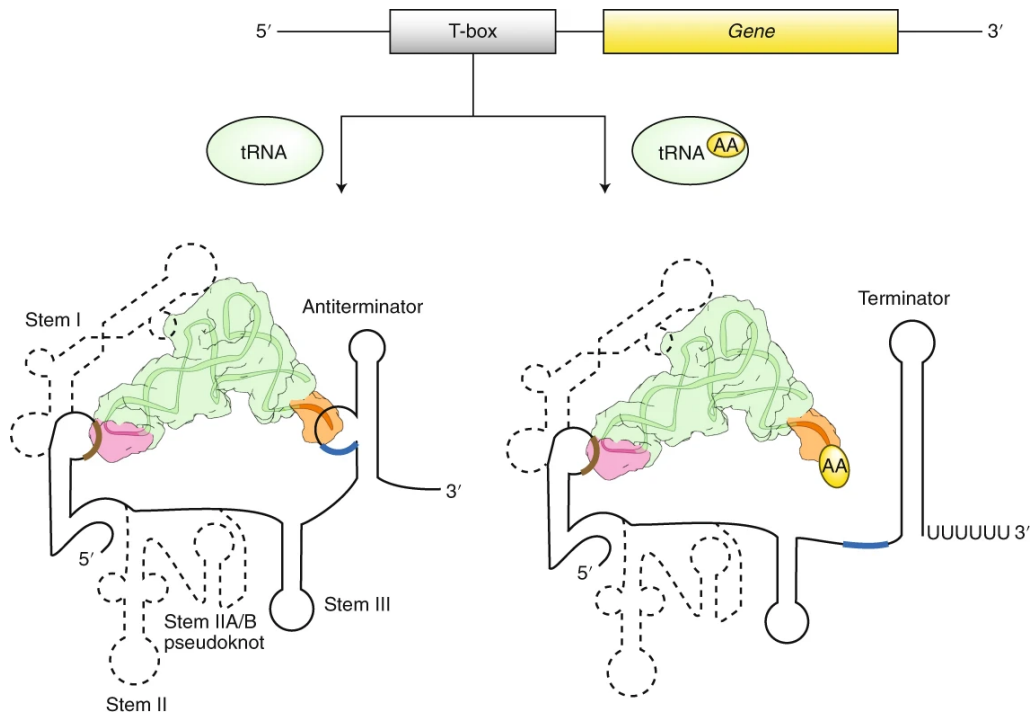 5′
T-box
Gene
3′
tRNA
tRNA AA
Stem I
Antiterminator
Terminator
AA
3′
UUUUUU 3′
5′
5′
Stem III
Stem IIA/B
pseudoknot
Stem II